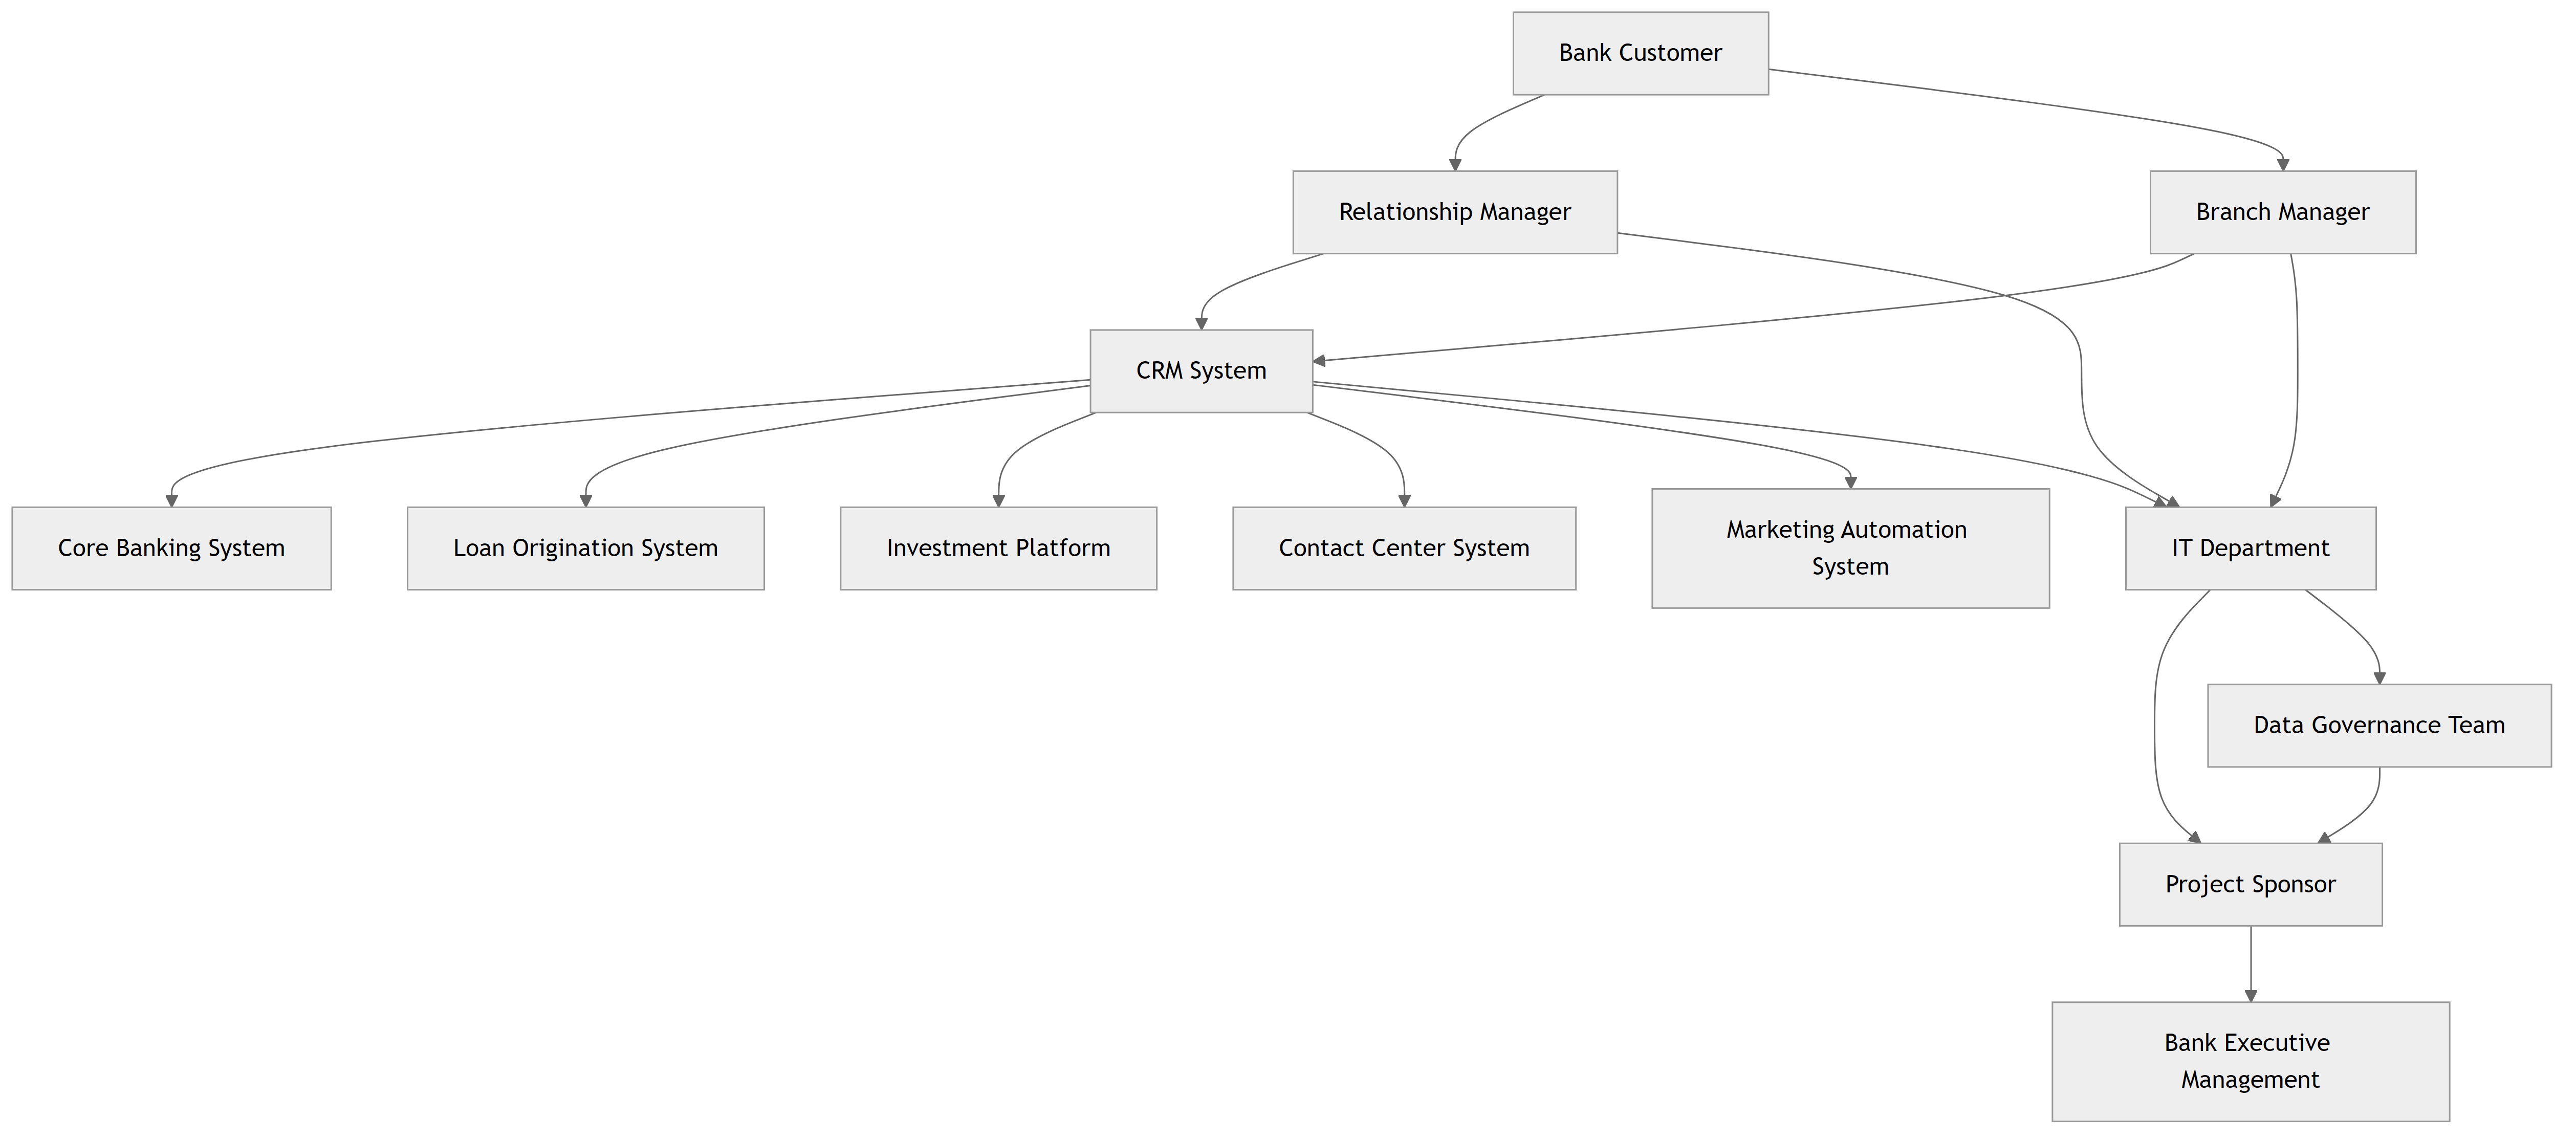 Bank Customer
Relationship Manager
Branch Manager
CRM System
Core Banking System
Loan Origination System
Investment Platform
Contact Center System
Marketing Automation
System
IT Department
Data Governance Team
Project Sponsor
Bank Executive
Management